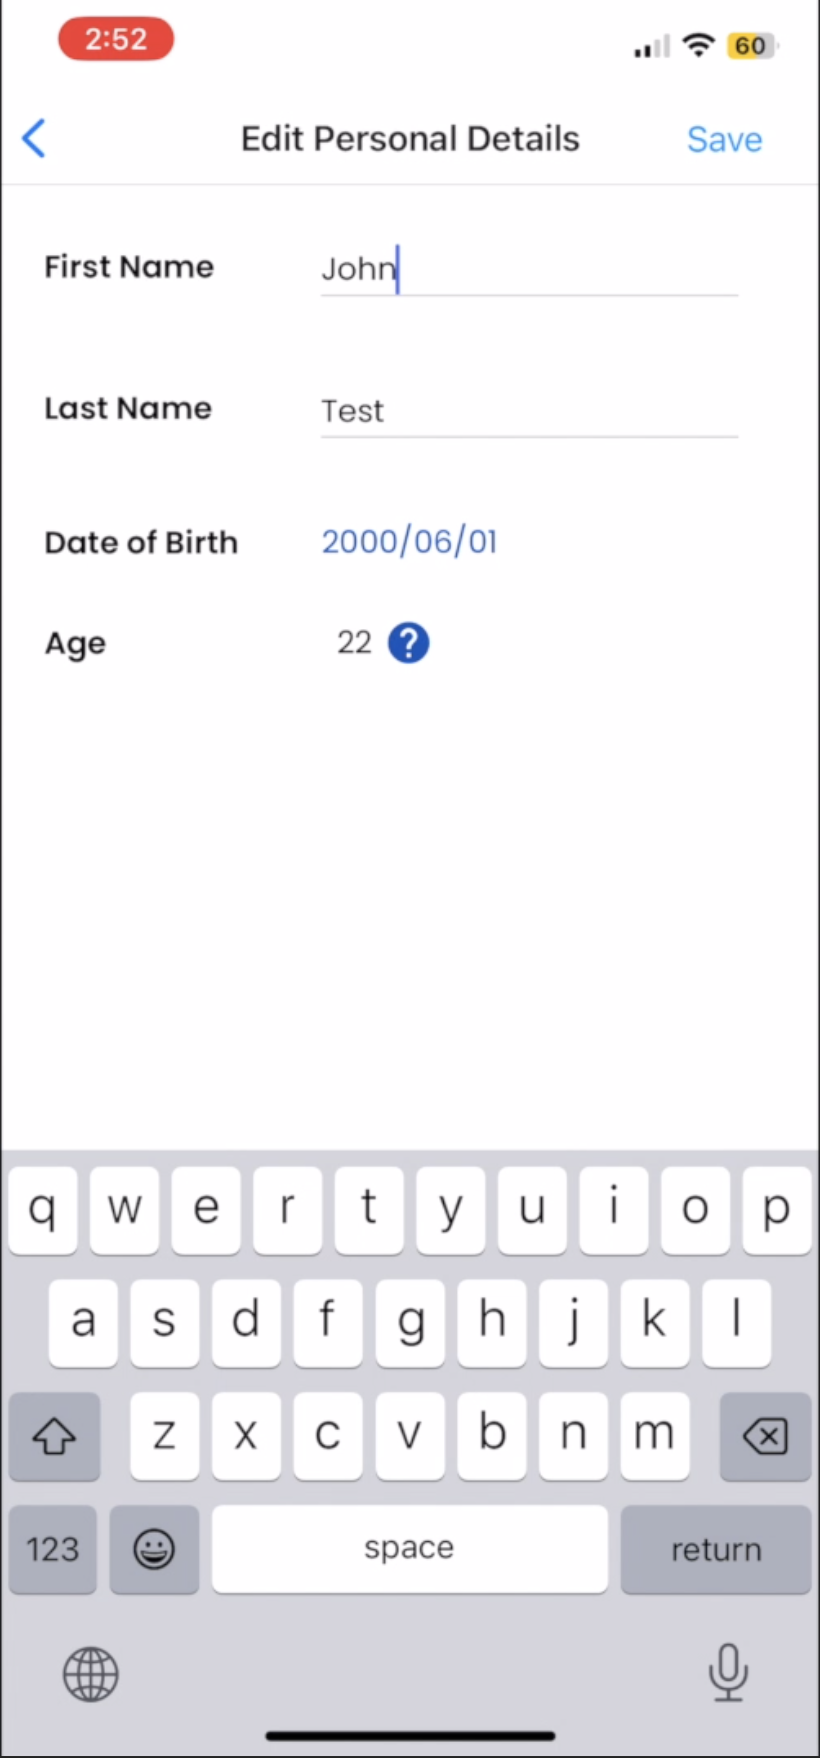 2:52
60
Edit Personal Details
Save
First Name
John
Last Name
Test
Date of Birth
2000/06/01
Age
22 ?
q w e r t y u i o p
a s d f g h j k l
z x c v b n m
123
space
return